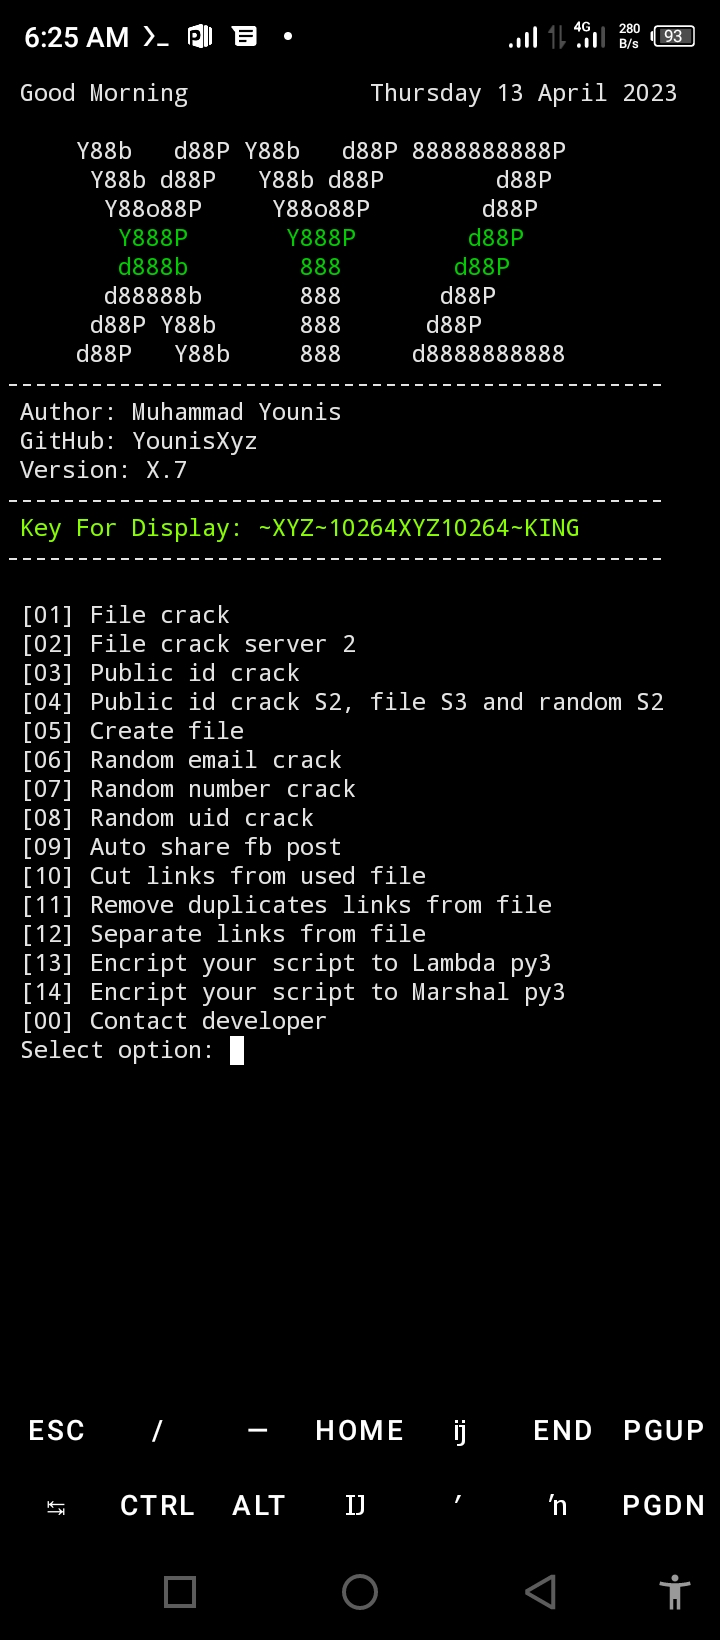 6:25 AM
4G
280 B/s
93
Good Morning Thursday 13 April 2023
Y88b d88P Y88b d88P 8888888888P
Y88b d88P Y88b d88P d88P
Y88o88P Y88o88P d88P
Y888P Y888P d88P
d888b 888 d88P
d88888b 888 d88P
d88P Y88b 888 d88P
d88P Y88b 888 d8888888888
-----------------------------------------------
Author: Muhammad Younis
GitHub: YounisXyz
Version: X.7
-----------------------------------------------
Key For Display: ~XYZ~10264XYZ10264~KING
-----------------------------------------------
[01] File crack
[02] File crack server 2
[03] Public id crack
[04] Public id crack S2, file S3 and random S2
[05] Create file
[06] Random email crack
[07] Random number crack
[08] Random uid crack
[09] Auto share fb post
[10] Cut links from used file
[11] Remove duplicates links from file
[12] Separate links from file
[13] Encript your script to Lambda py3
[14] Encript your script to Marshal py3
[00] Contact developer
Select option:
ESC / — HOME ĳ END PGUP
↹ CTRL ALT Ĳ ′ ŉ PGDN